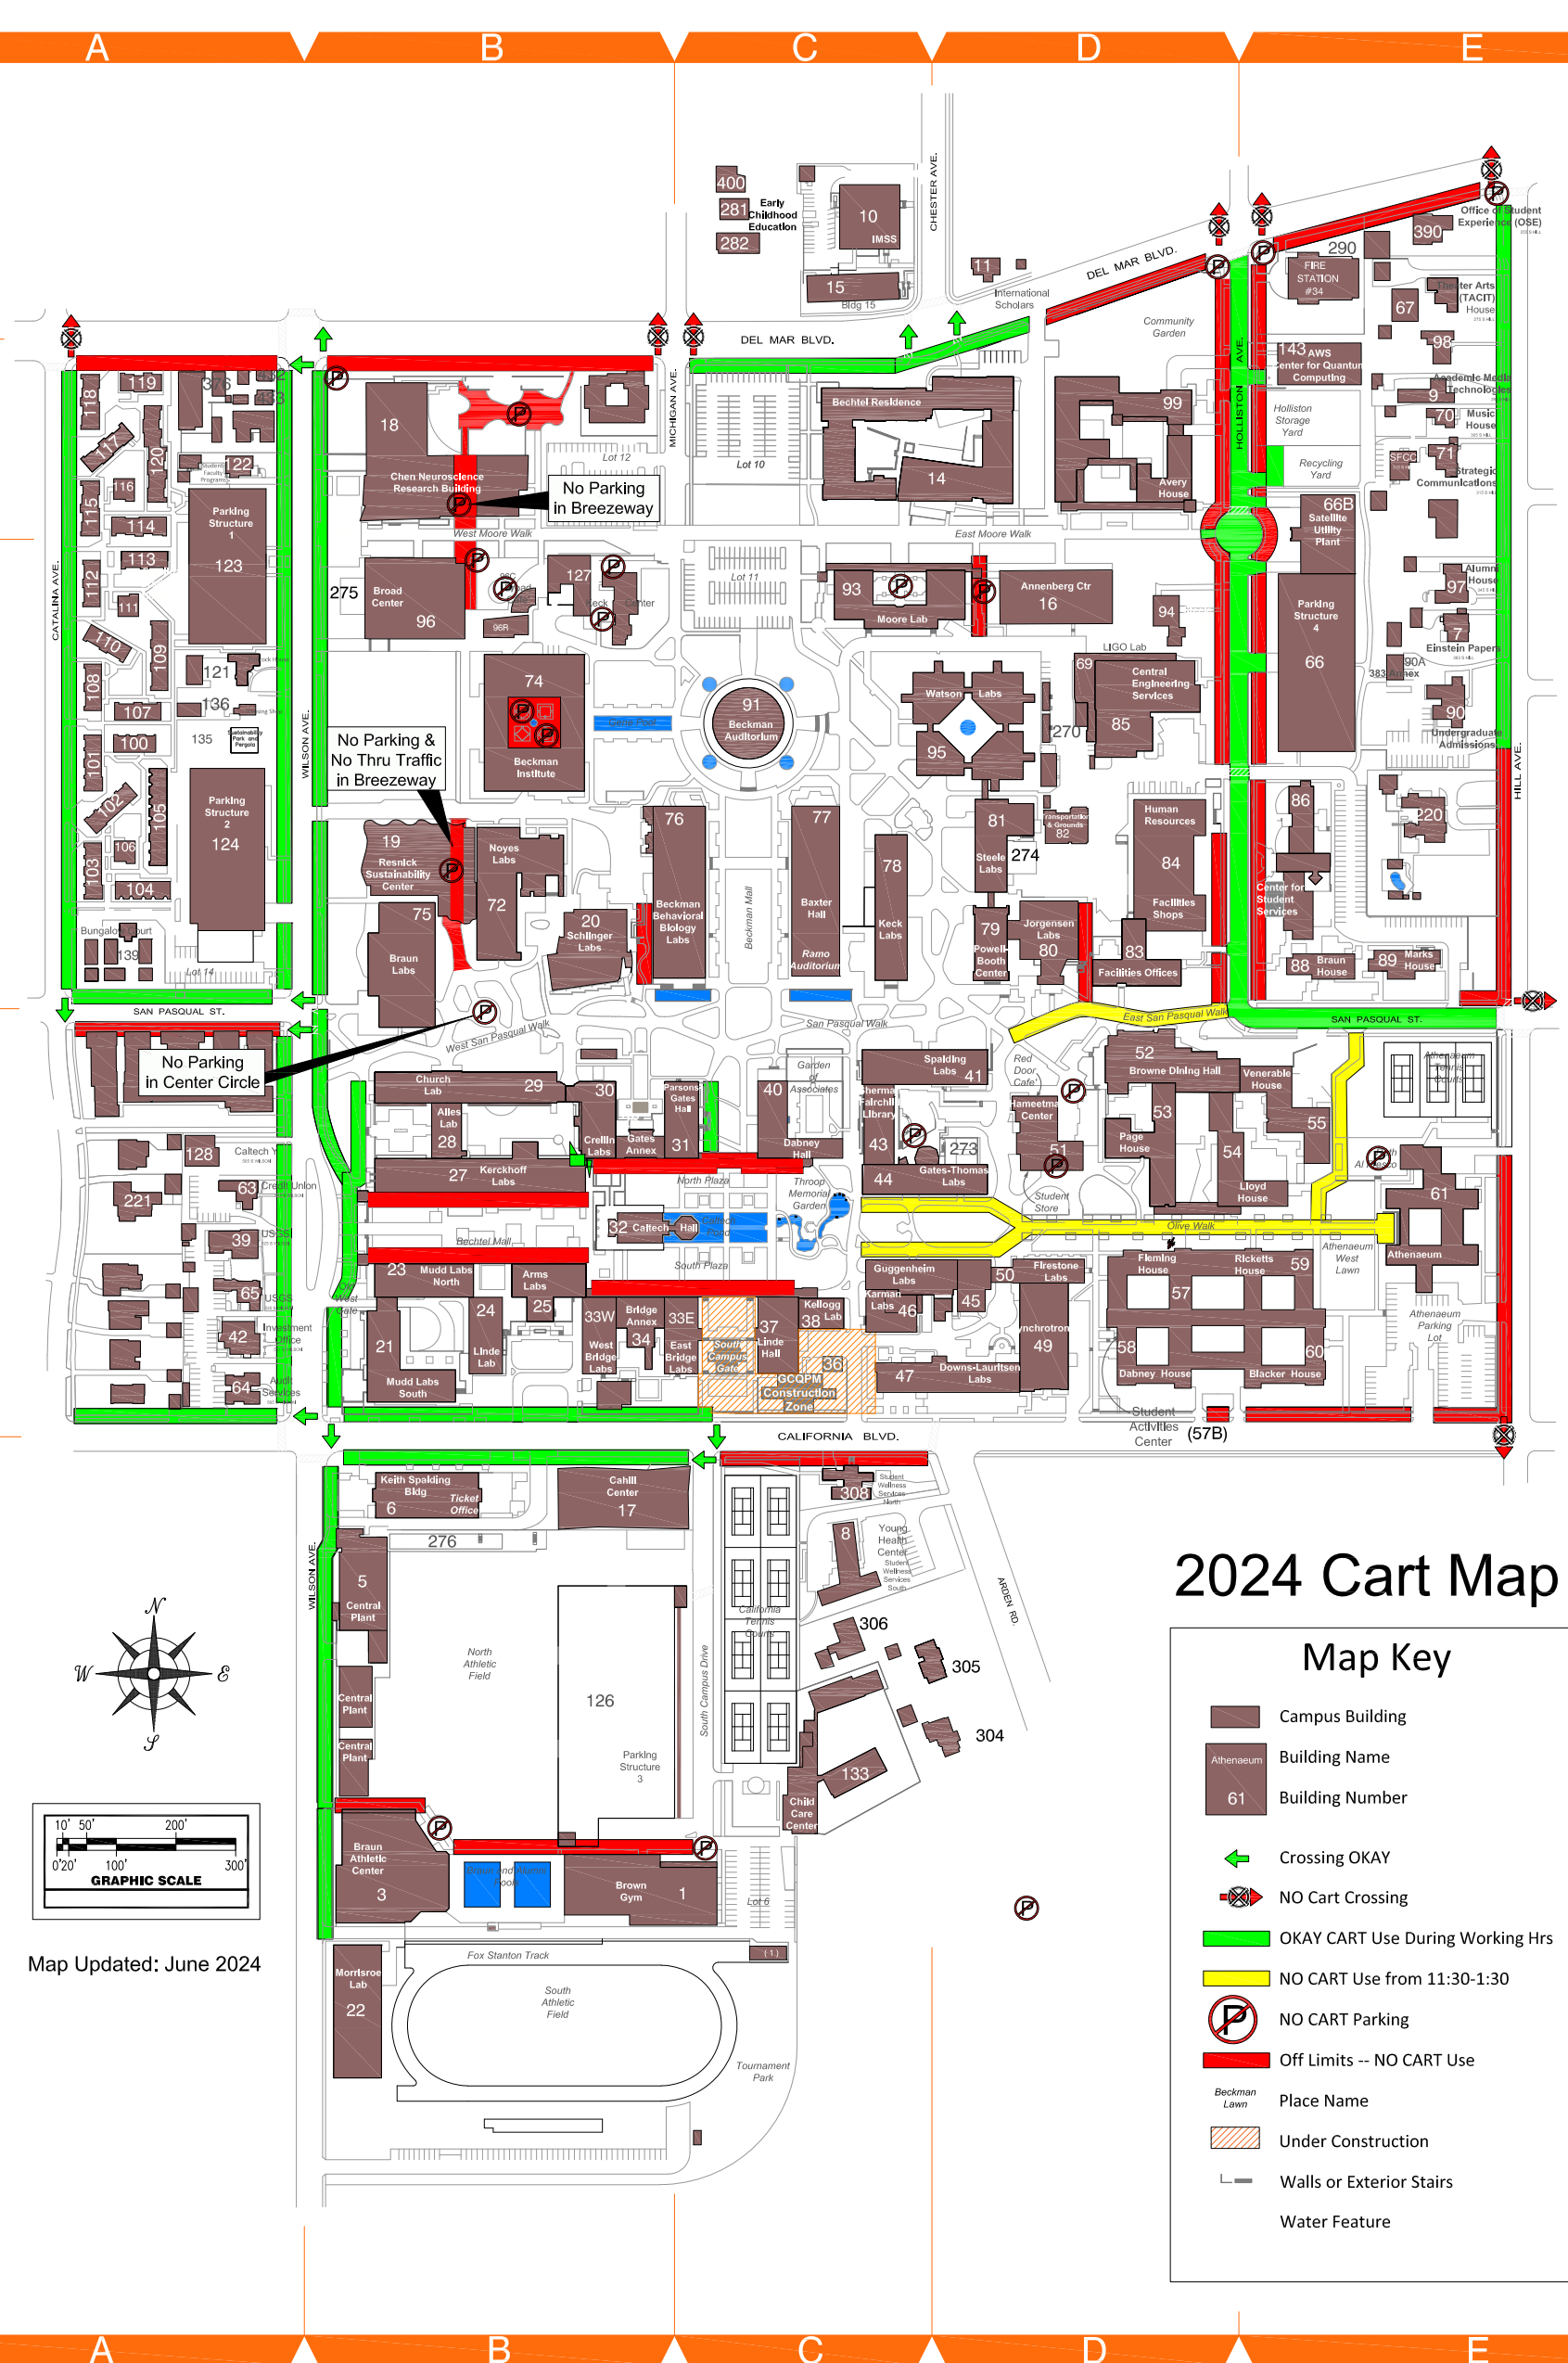 A
B
C
D
E
400
281
282
Early
Childhood
Education
10
IMSS
15
Bldg 15
CHESTER AVE.
11
International
Scholars
DEL MAR BLVD.
Community
Garden
DEL MAR BLVD.
MICHIGAN AVE.
HOLLISTON AVE.
Office of Student
Experience (OSE)
390
290
FIRE
STATION
#34
67
Theater Arts
(TACIT)
House
98
143 AWS
Center for Quantum
Computing
Academic Media
Technologies
9
70
Music
House
Holliston
Storage
Yard
SFCC
71
Strategic
Communications
Recycling
Yard
119
118
376
117
120
122
116
115
114
113
112
111
110
109
108
107
121
136
135
100
101
102
105
106
103
104
Parking
Structure
1
123
Parking
Structure
2
124
Sustainability
Park and
Pergola
CATALINA AVE.
WILSON AVE.
Bungalow Court
139
Lot 14
18
Chen Neuroscience
Research Building
No Parking
in Breezeway
Lot 12
Lot 10
Bechtel Residence
14
99
Avery
House
West Moore Walk
East Moore Walk
275
Broad
Center
96
127
Lot 11
93
Moore Lab
Annenberg Ctr
16
94
LIGO Lab
66B
Satellite
Utility
Plant
Parking
Structure
4
66
Alumni
House
97
7
Einstein Papers
383 Annex
90A
90
Undergraduate
Admissions
HILL AVE.
74
Beckman
Institute
Gene Pool
91
Beckman
Auditorium
Watson Labs
95
69
Central
Engineering
Services
85
270
No Parking &
No Thru Traffic
in Breezeway
19
Resnick
Sustainability
Center
Noyes
Labs
72
75
Braun
Labs
20
Schlinger
Labs
76
Beckman
Behavioral
Biology
Labs
Beckman Mall
77
Baxter
Hall
Ramo
Auditorium
78
Keck
Labs
81
Steele
Labs
274
Transportation
& Grounds
82
Human
Resources
84
Facilities
Shops
79
Powell-
Booth
Center
Jorgensen
Labs
80
83
Facilities Offices
86
Center for
Student
Services
220
88
Braun
House
89
Marks
House
SAN PASQUAL ST.
West San Pasqual Walk
San Pasqual Walk
East San Pasqual Walk
SAN PASQUAL ST.
No Parking
in Center Circle
Church
Lab
29
30
Alles
Lab
28
Crellin
Labs
Gates
Annex
Parsons-
Gates
Hall
31
40
Garden
of
Associates
Dabney
Hall
Spalding
Labs
41
Sherman
Fairchild
Library
43
273
44
Gates-Thomas
Labs
Red
Door
Cafe'
Hameetman
Center
51
Student
Store
52
Browne Dining Hall
53
Page
House
54
Lloyd
House
Venerable
House
55
Athenaeum
Tennis
Courts
61
Athenaeum
128
Caltech Y
63
Credit Union
221
39
USGS
65
USGS
42
Investment
Office
64
Audit
Services
27
Kerckhoff
Labs
32 Caltech Hall
Caltech
Pond
North Plaza
South Plaza
Throop
Memorial
Garden
Bechtel Mall
Olive Walk
Athenaeum
West
Lawn
Athenaeum
Parking
Lot
West
Gate
23
Mudd Labs
North
Arms
Labs
25
24
Linde
Lab
21
Mudd Labs
South
33W
West
Bridge
Labs
Bridge
Annex
34
33E
East
Bridge
Labs
South
Campus
Gate
37
Linde
Hall
Kellogg
Lab
38
36
GCQPM
Construction
Zone
Guggenheim
Labs
Karman
Labs
46
45
50
Firestone
Labs
Synchrotron
49
47
Downs-Lauritsen
Labs
Fleming
House
57
Ricketts
House
59
58
Dabney House
60
Blacker House
Student
Activities
Center
(57B)
CALIFORNIA BLVD.
Keith Spalding
Bldg
6
Ticket
Office
Cahill
Center
17
276
308
Student
Wellness
Services
North
8
Young
Health
Center
Student
Wellness
Services
South
WILSON AVE.
5
Central
Plant
Central
Plant
Central
Plant
North
Athletic
Field
126
Parking
Structure
3
South Campus Drive
California
Tennis
Courts
306
305
304
133
Child
Care
Center
ARDEN RD.
N
W
E
S
10' 50' 200'
0'20' 100' 300'
GRAPHIC SCALE
Map Updated: June 2024
Braun
Athletic
Center
3
Braun and Alumni
Pools
Brown
Gym
1
Lot 6
Morrisroe
Lab
22
Fox Stanton Track
South
Athletic
Field
( 1 )
Tournament
Park
2024 Cart Map
Map Key
Campus Building
Athenaeum
61
Building Name
Building Number
Crossing OKAY
NO Cart Crossing
OKAY CART Use During Working Hrs
NO CART Use from 11:30-1:30
NO CART Parking
Off Limits -- NO CART Use
Beckman
Lawn
Place Name
Under Construction
Walls or Exterior Stairs
Water Feature
A
B
C
D
E